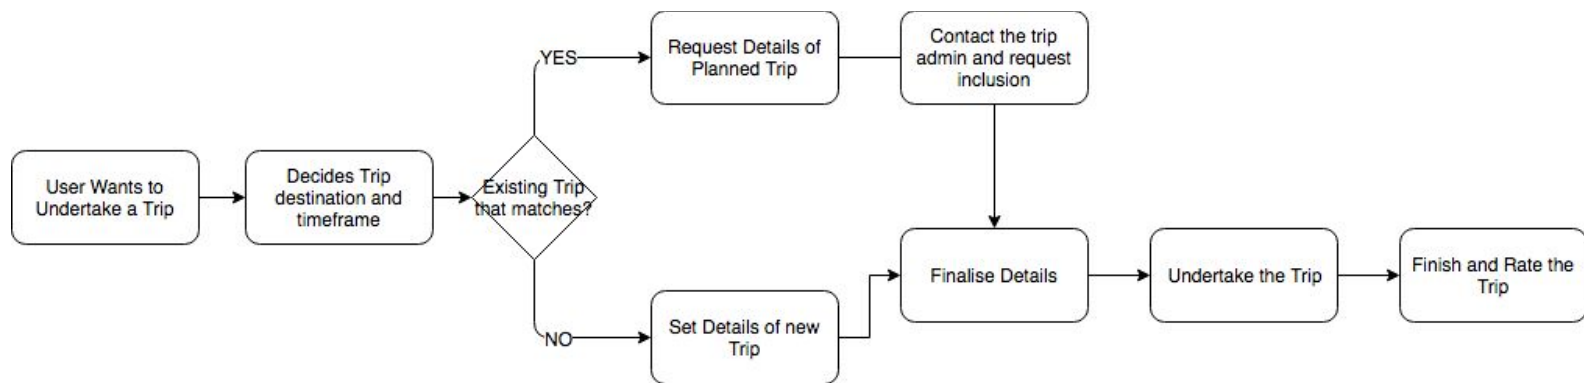 User Wants to
Undertake a Trip
Decides Trip
destination and
timeframe
Existing Trip
that matches?
YES
Request Details of
Planned Trip
Contact the trip
admin and request
inclusion
NO
Set Details of new
Trip
Finalise Details
Undertake the Trip
Finish and Rate the
Trip